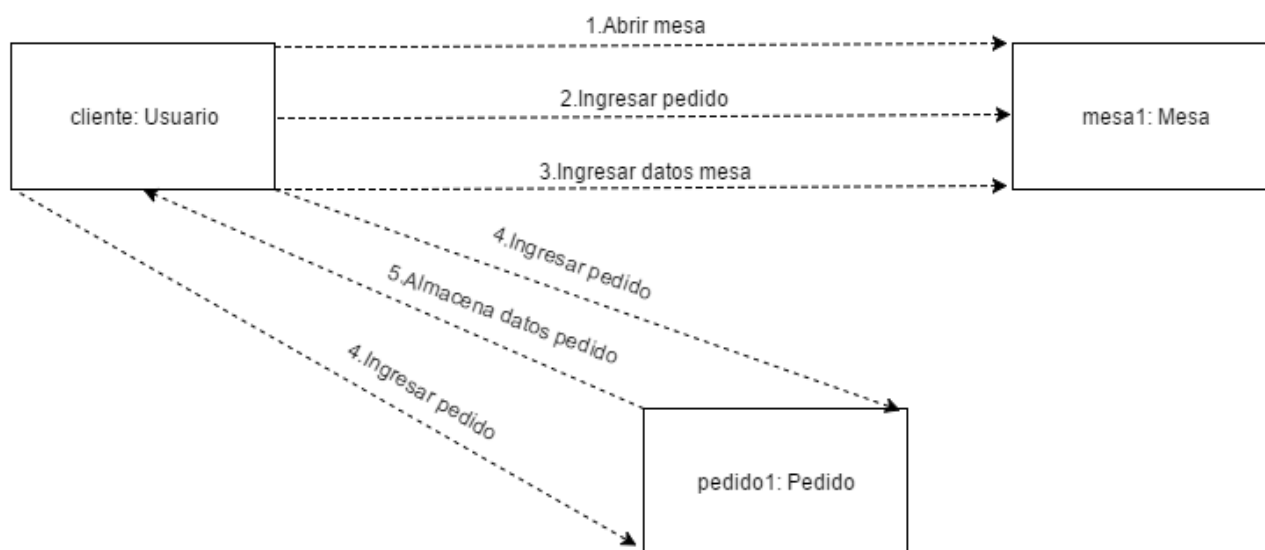 1.Abrir mesa
cliente: Usuario
2.Ingresar pedido
mesa1: Mesa
3.Ingresar datos mesa
4.Ingresar pedido
5.Almacena datos pedido
4.Ingresar pedido
pedido1: Pedido